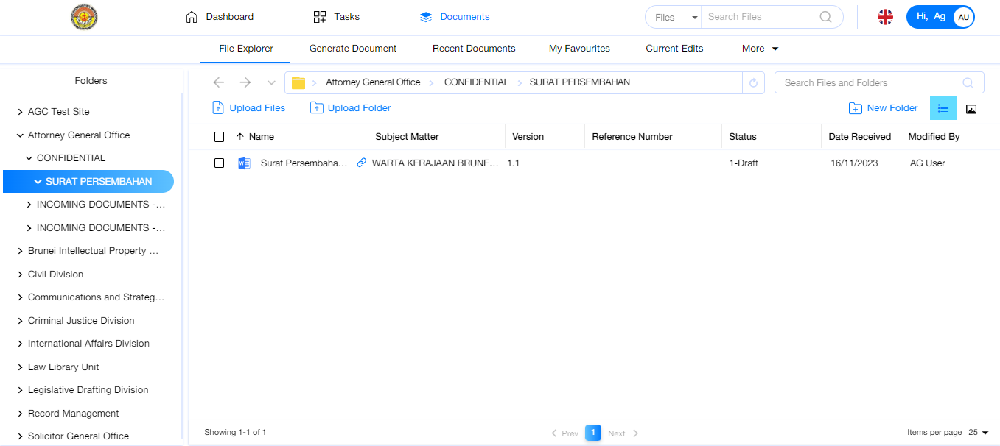 Dashboard
Tasks
Documents
Files
Search Files
Hi, Ag
AU
File Explorer
Generate Document
Recent Documents
My Favourites
Current Edits
More
Folders
AGC Test Site
Attorney General Office
CONFIDENTIAL
SURAT PERSEMBAHAN
INCOMING DOCUMENTS -...
INCOMING DOCUMENTS -...
Brunei Intellectual Property ...
Civil Division
Communications and Strateg...
Criminal Justice Division
International Affairs Division
Law Library Unit
Legislative Drafting Division
Record Management
Solicitor General Office
Attorney General Office
CONFIDENTIAL
SURAT PERSEMBAHAN
Search Files and Folders
Upload Files
Upload Folder
New Folder
Name
Subject Matter
Version
Reference Number
Status
Date Received
Modified By
Surat Persembaha...
WARTA KERAJAAN BRUNE...
1.1
1-Draft
16/11/2023
AG User
Showing 1-1 of 1
Prev
1
Next
Items per page
25